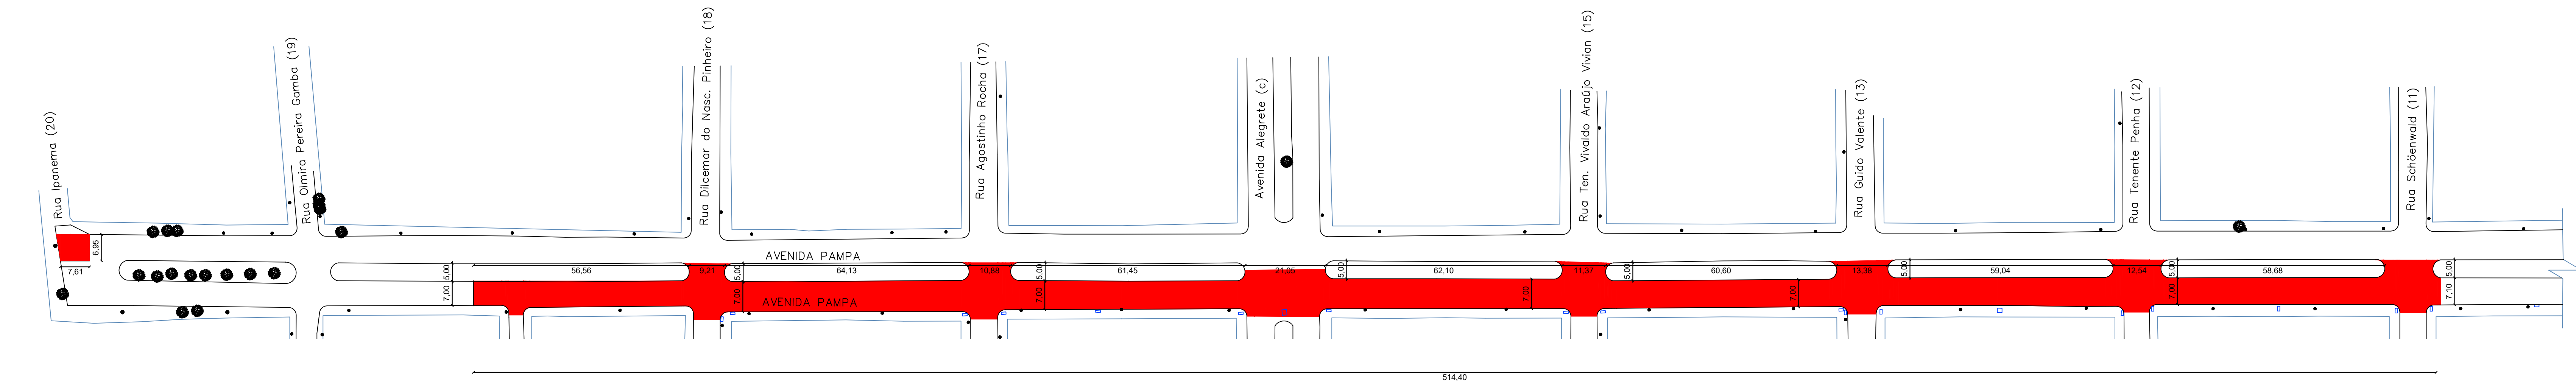 Rua Ipanema (20)
Rua Olmira Pereira Gamba (19)
Rua Dilcemar do Nasc. Pinheiro (18)
Rua Agostinho Rocha (17)
Avenida Alegrete (c)
Rua Ten. Vivaldo Araújo Vivian (15)
Rua Guido Valente (13)
Rua Tenente Penha (12)
Rua Schöenwald (11)
6,95
7,61
AVENIDA PAMPA
5,00
56,56
9,21
5,00
64,13
10,88
5,00
61,45
21,05
5,00
62,10
11,37
5,00
60,60
13,38
5,00
59,04
12,54
5,00
58,68
5,00
7,00
7,00
AVENIDA PAMPA
7,00
7,00
7,00
7,00
7,10
514,40